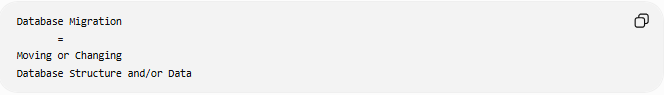 Database Migration
=
Moving or Changing
Database Structure and/or Data